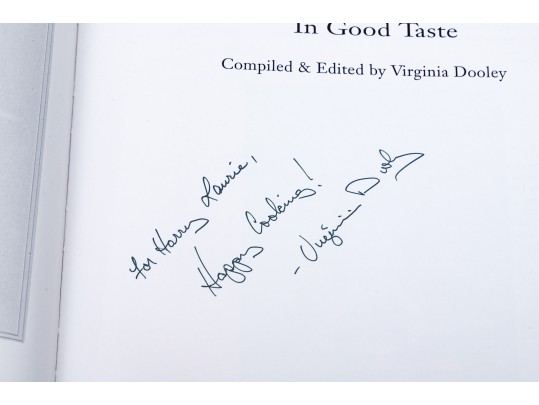 In Good Taste
Compiled & Edited by Virginia Dooley
For Harry Laurie,
Happy Cooking!
- Virginia Dooley